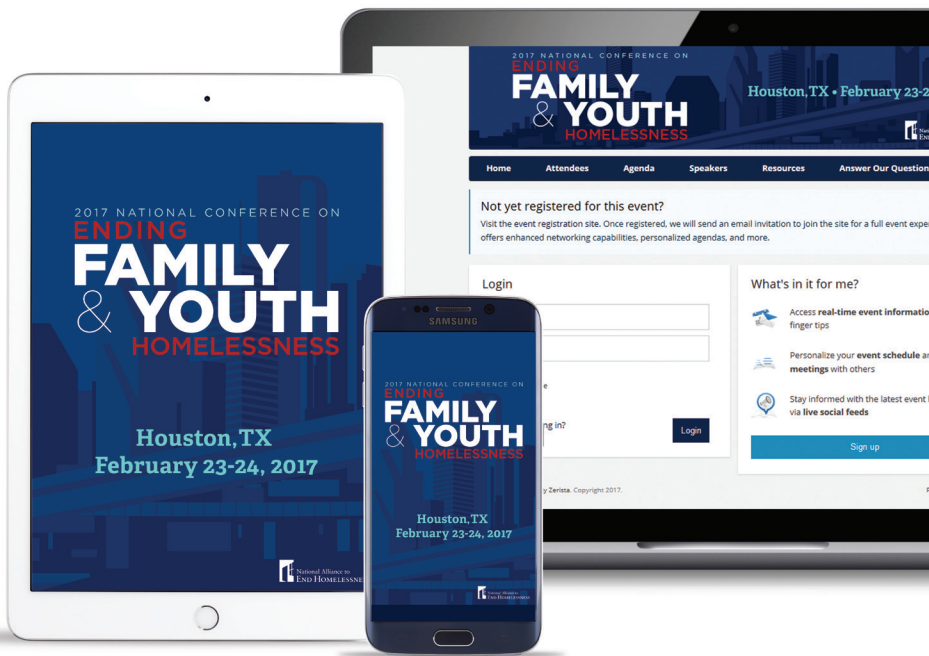 2017 NATIONAL CONFERENCE ON
ENDING
FAMILY
& YOUTH
HOMELESSNESS
Houston, TX
February 23-24, 2017
National Alliance to
END HOMELESSNE
SAMSUNG
2017 NATIONAL CONFERENCE ON
ENDING
FAMILY
& YOUTH
HOMELESSNESS
Houston, TX
February 23-24, 2017
National Alliance to
END HOMELESSNESS
2017 NATIONAL CONFERENCE ON
ENDING
FAMILY
& YOUTH
HOMELESSNESS
Houston, TX • February 23-2
Home Attendees Agenda Speakers Resources Answer Our Question
Not yet registered for this event?
Visit the event registration site. Once registered, we will send an email invitation to join the site for a full event expe
offers enhanced networking capabilities, personalized agendas, and more.
Login
e
ng in?
Login
What's in it for me?
Access real-time event informatio
finger tips
Personalize your event schedule a
meetings with others
Stay informed with the latest event
via live social feeds
Sign up
y Zerista. Copyright 2017.